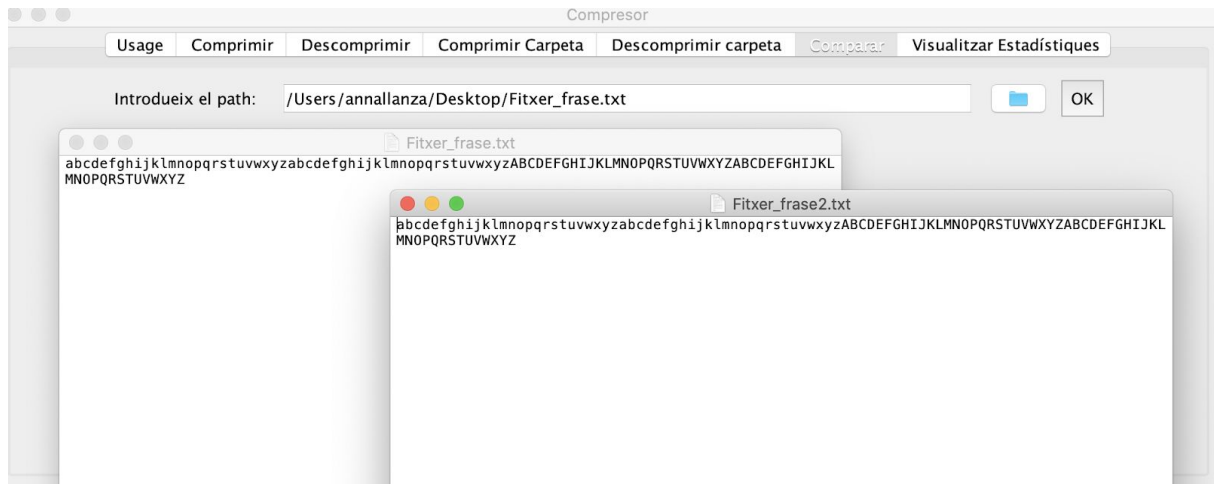 Compresor
Usage Comprimir Descomprimir Comprimir Carpeta Descomprimir carpeta Comparar Visualitzar Estadístiques
Introdueix el path: /Users/annallanza/Desktop/Fitxer_frase.txt OK
Fitxer_frase.txt
abcdefghijklmnopqrstuvwxyzabcdefghijklmnopqrstuvwxyzABCDEFGHIJKLMNOPQRSTUVWXYZABCDEFGHIJKL
MNOPQRSTUVWXYZ
Fitxer_frase2.txt
abcdefghijklmnopqrstuvwxyzabcdefghijklmnopqrstuvwxyzABCDEFGHIJKLMNOPQRSTUVWXYZABCDEFGHIJKL
MNOPQRSTUVWXYZ